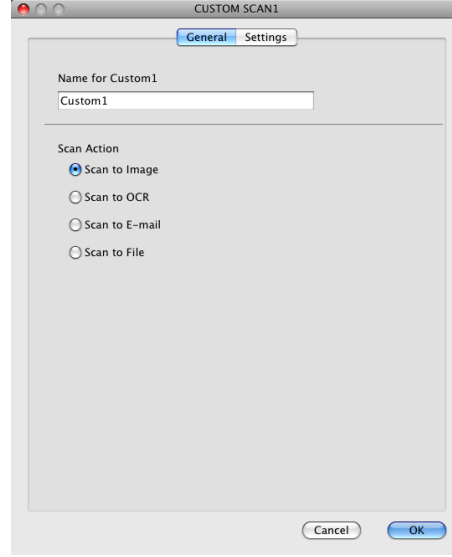 CUSTOM SCAN1
General Settings
Name for Custom1
Custom1
Scan Action
Scan to Image
Scan to OCR
Scan to E-mail
Scan to File
Cancel OK